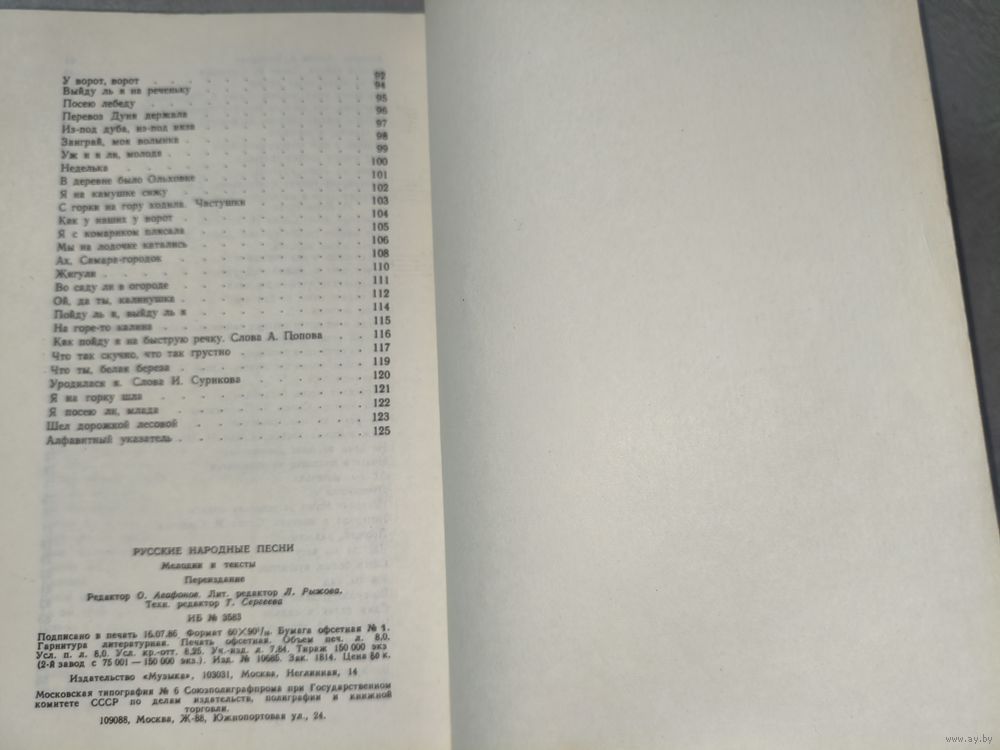 У ворот, ворот . . . 92
Выйду ль я на реченьку . . . 94
Посею лебеду . . . 95
Перевоз Дуня держала . . . 96
Из-под дуба, из-под вяза . . . 97
Заиграй, моя волынка . . . 98
Уж я ли, молода . . . 99
Неделька . . . 100
В деревне было Ольховке . . . 101
Я на камушке сижу . . . 102
С горки на гору ходила. Частушки . . . 103
Как у наших у ворот . . . 104
Я с комариком плясала . . . 105
Мы на лодочке катались . . . 106
Ах, Самара-городок . . . 108
Жигули . . . 110
Во саду ли в огороде . . . 111
Ой, да ты, калинушка . . . 112
Пойду ль я, выйду ль я . . . 114
На горе-то калина . . . 115
Как пойду я на быструю речку. Слова А. Попова . . 116
Что так скучно, что так грустно . . . 117
Что ты, белая береза . . . 119
Уродилася я. Слова И. Сурикова . . . 120
Я на горку шла . . . 121
Я посею ли, млада . . . 122
Шел дорожкой лесовой . . . 123
Алфавитный указатель . . . 125
РУССКИЕ НАРОДНЫЕ ПЕСНИ
Мелодии и тексты
Переиздание
Редактор О. Агафонов. Лит. редактор Л. Рыжова.
Техн. редактор Т. Сергеева
ИБ № 3583
Подписано в печать 16.07.86 Формат 60×90¹/₁₆. Бумага офсетная № 1.
Гарнитура литературная. Печать офсетная. Объем печ. л. 8,0.
Усл. п. л. 8,0. Усл. кр.-отт. 8,25. Уч.-изд. л. 7,84. Тираж 150 000 экз
(2-й завод с 75 001—150 000 экз.). Изд. № 10685. Зак. 1814. Цена 60 к.
Издательство «Музыка», 103031, Москва, Неглинная, 14
Московская типография № 6 Союзполиграфпрома при Государственном
комитете СССР по делам издательств, полиграфии и книжной
торговли.
109088, Москва, Ж-88, Южнопортовая ул., 24.
www.ay.by